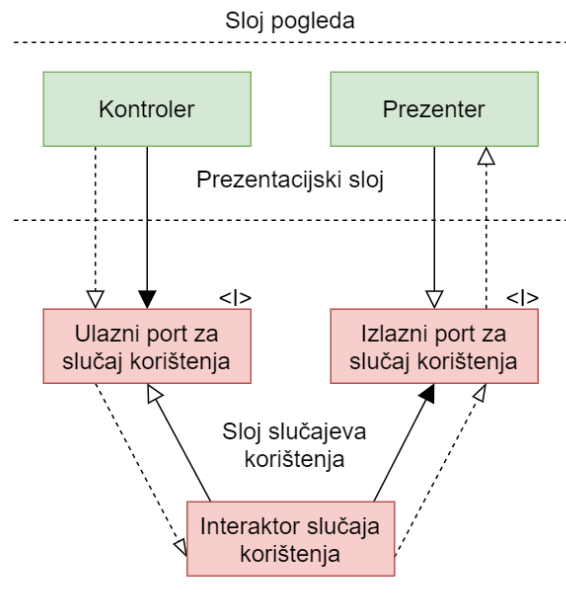 Sloj pogleda
Kontroler
Prezenter
Prezentacijski sloj
<I>
<I>
Ulazni port za
slučaj korištenja
Izlazni port za
slučaj korištenja
Sloj slučajeva
korištenja
Interaktor slučaja
korištenja